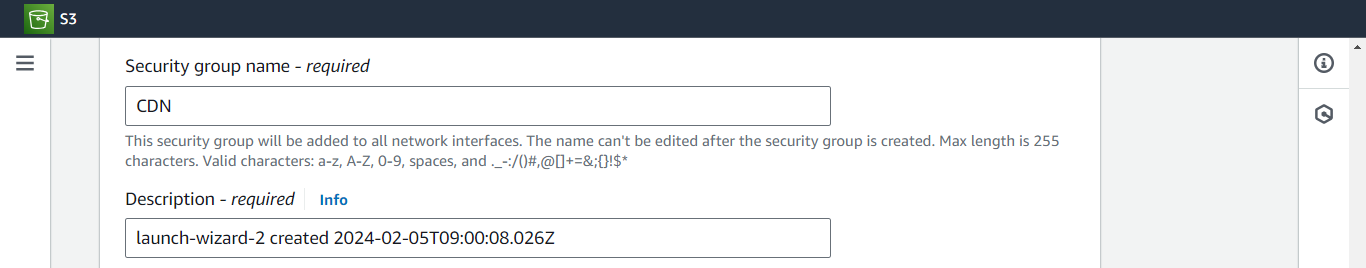 S3
Security group name - required
CDN
This security group will be added to all network interfaces. The name can't be edited after the security group is created. Max length is 255
characters. Valid characters: a-z, A-Z, 0-9, spaces, and ._-:/()#,@[]+=&;{}!$*
Description - required Info
launch-wizard-2 created 2024-02-05T09:00:08.026Z